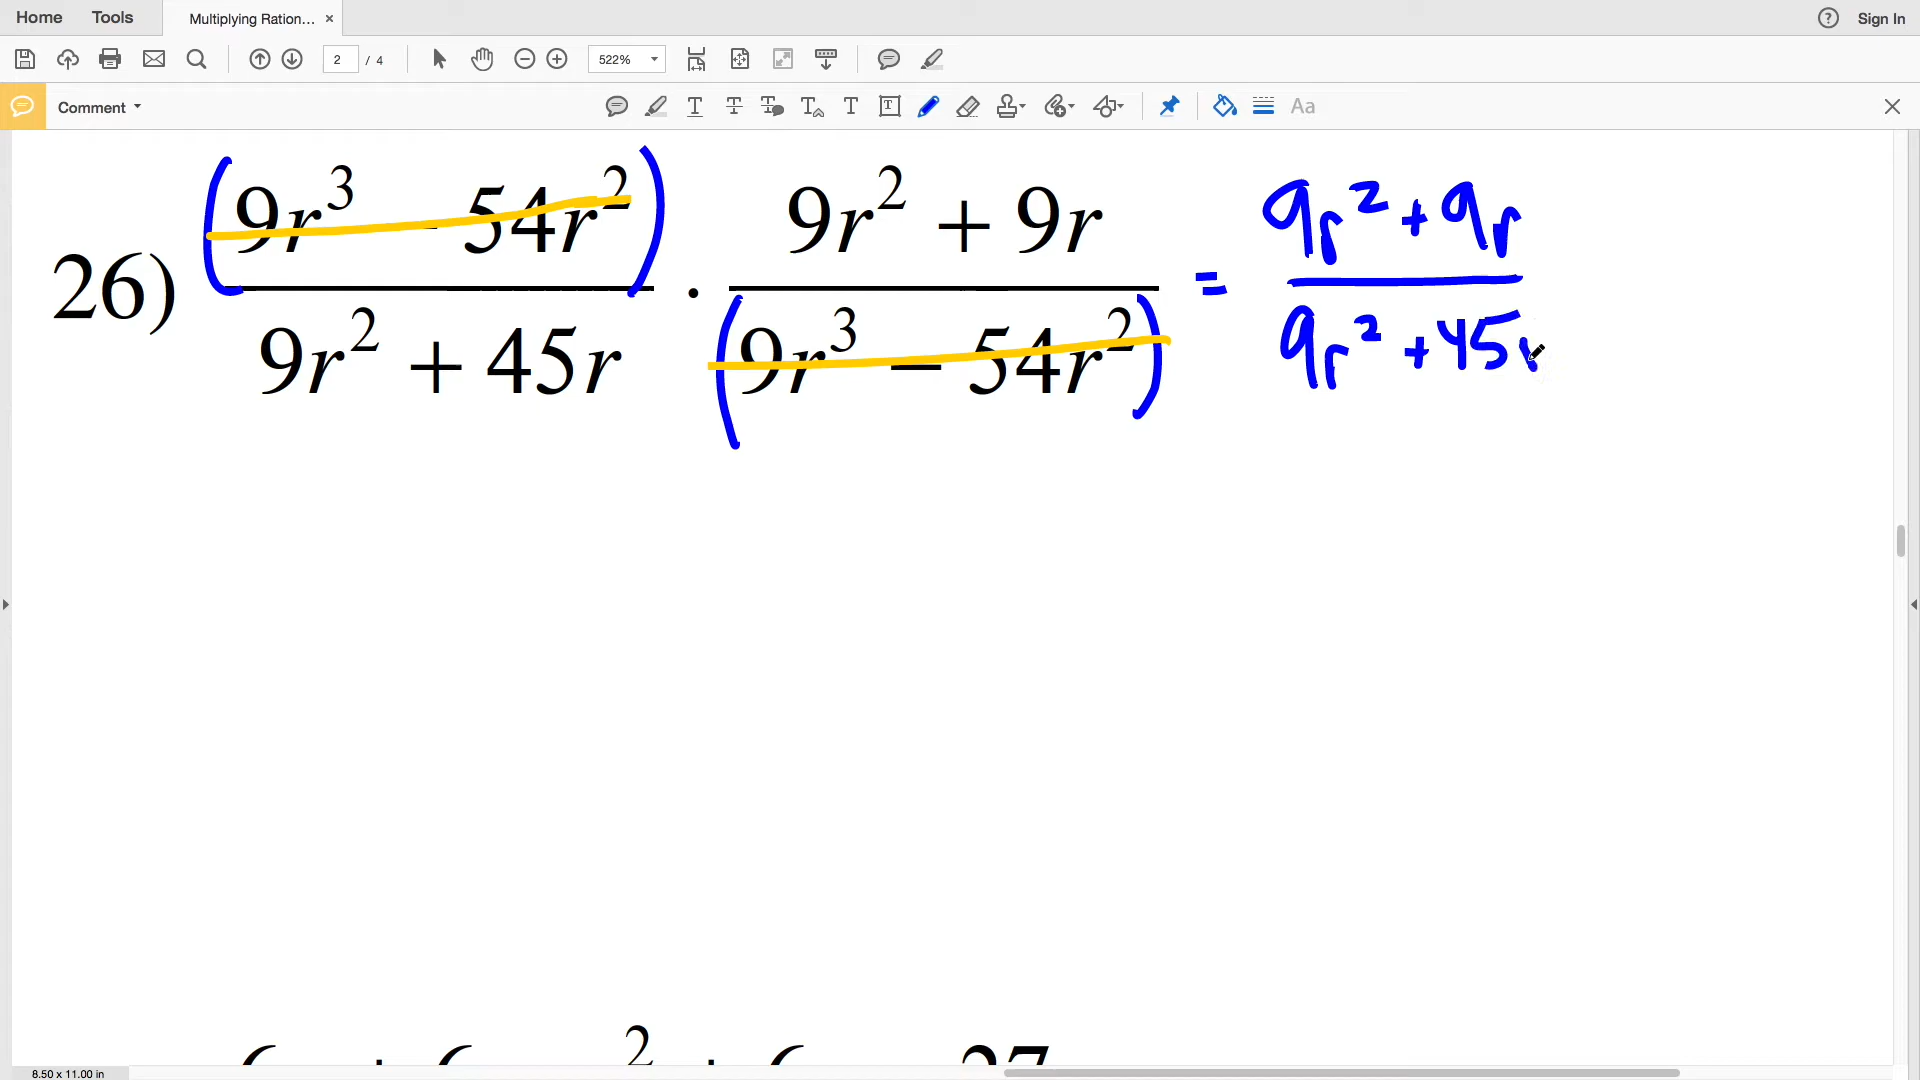 Home Tools Multiplying Ration... × Sign In
2 / 4 522%
Comment Aa
26) (9r³ − 54r²)/(9r² + 45r) · (9r² + 9r)/(9r³ − 54r²) = (9r² + 9r)/(9r² + 45r
8.50 x 11.00 in